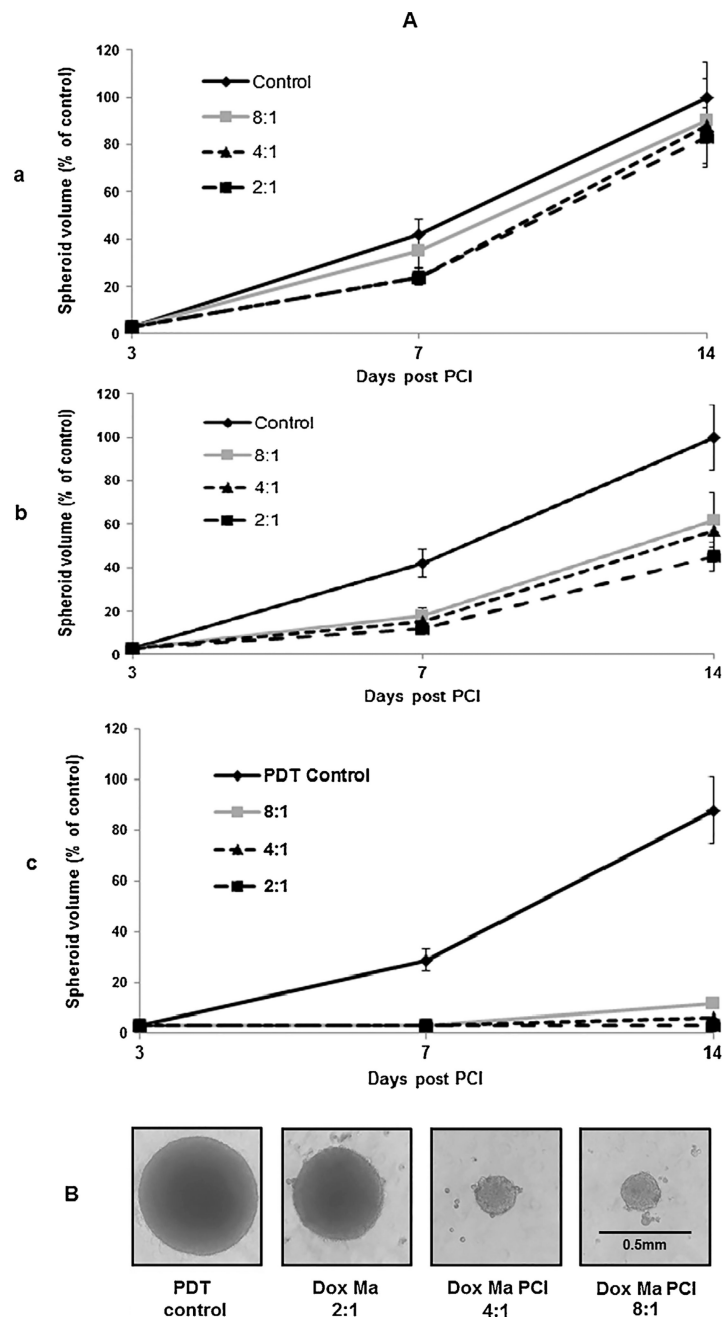 A
a
Spheroid volume (% of control)
120
100
80
60
40
20
0
Control
8:1
4:1
2:1
3
7
14
Days post PCI
b
Spheroid volume (% of control)
120
100
80
60
40
20
0
Control
8:1
4:1
2:1
3
7
14
Days post PCI
c
Spheroid volume (% of control)
120
100
80
60
40
20
0
PDT Control
8:1
4:1
2:1
3
7
14
Days post PCI
B
0.5mm
PDT
control
Dox Ma
2:1
Dox Ma PCI
4:1
Dox Ma PCI
8:1